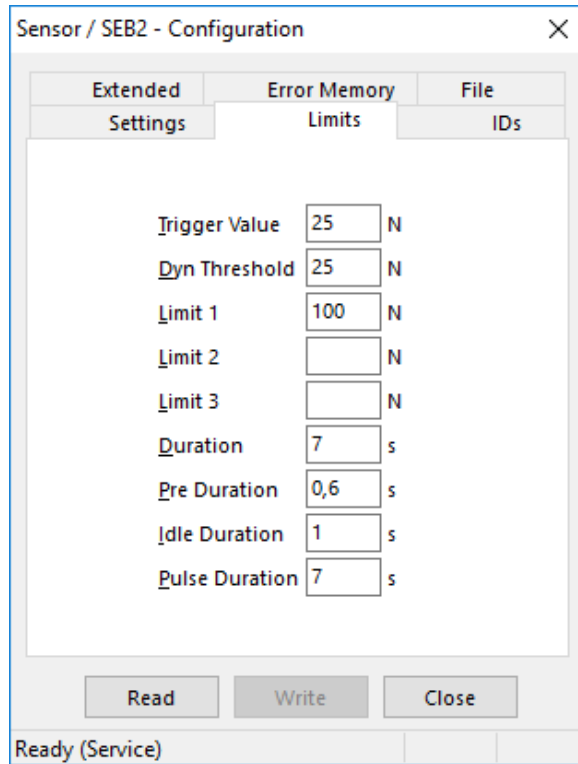 Sensor / SEB2 - Configuration
Extended Error Memory File
Settings Limits IDs
Trigger Value 25 N
Dyn Threshold 25 N
Limit 1 100 N
Limit 2 N
Limit 3 N
Duration 7 s
Pre Duration 0,6 s
Idle Duration 1 s
Pulse Duration 7 s
Read Write Close
Ready (Service)